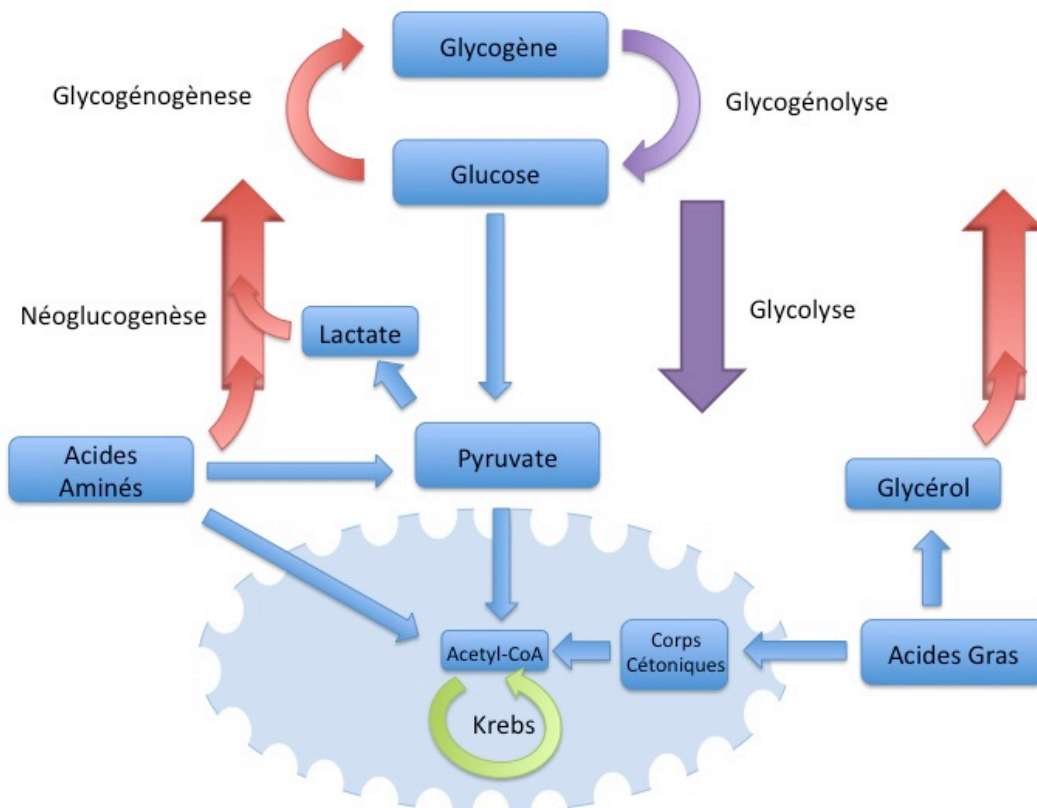 Glycogène
Glycogénogènese
Glycogénolyse
Glucose
Néoglucogenèse
Lactate
Glycolyse
Acides
Aminés
Pyruvate
Glycérol
Acetyl-CoA
Corps
Cétoniques
Acides Gras
Krebs